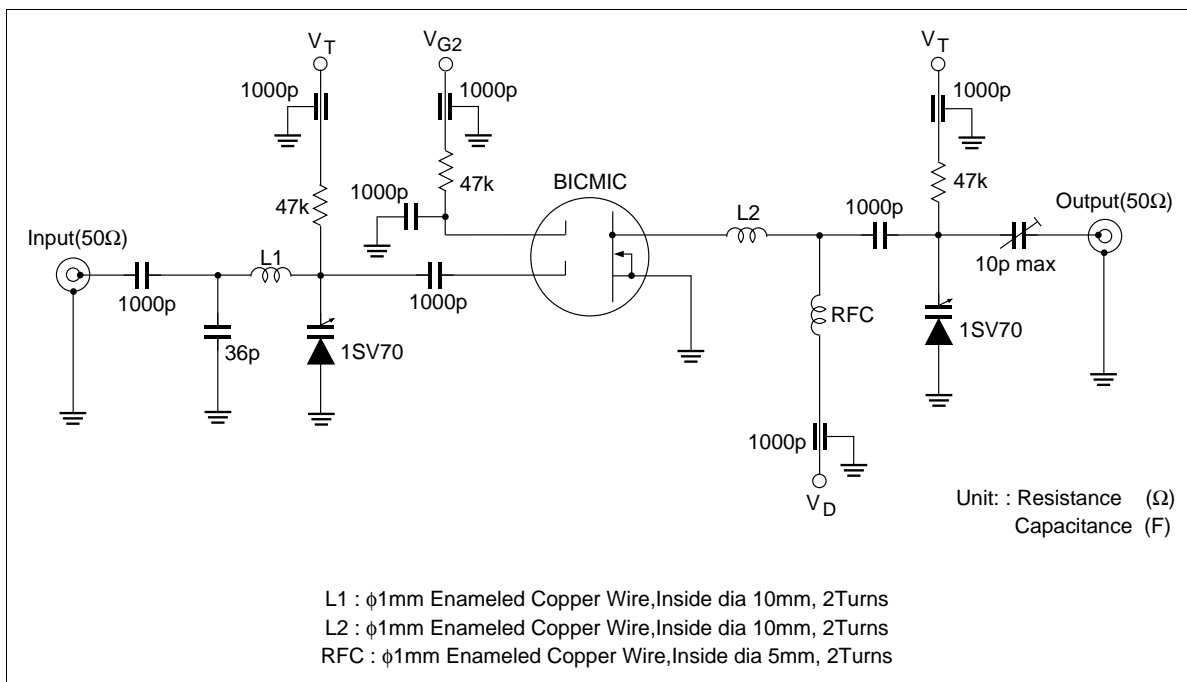 V_T
V_G2
V_T
1000p
1000p
1000p
47k
BICMIC
47k
1000p
47k
L2
1000p
Output(50Ω)
Input(50Ω)
L1
10p max
1000p
1000p
RFC
36p
1SV70
1SV70
1000p
V_D
Unit: : Resistance (Ω)
Capacitance (F)
L1 : ϕ1mm Enameled Copper Wire,Inside dia 10mm, 2Turns
L2 : ϕ1mm Enameled Copper Wire,Inside dia 10mm, 2Turns
RFC : ϕ1mm Enameled Copper Wire,Inside dia 5mm, 2Turns